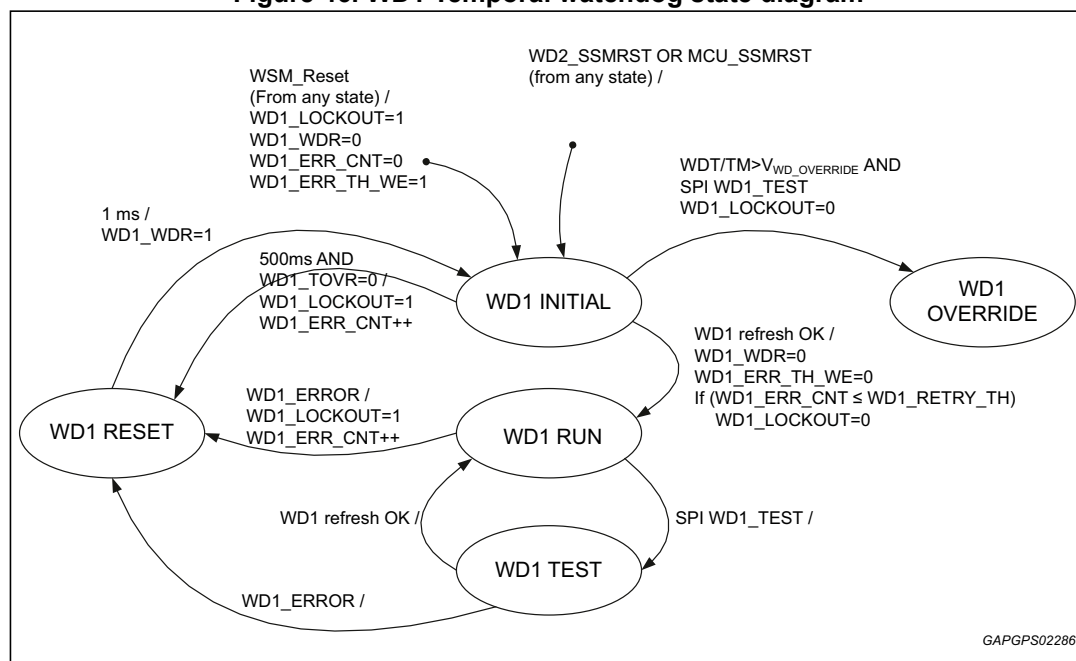 Figure 18. WD1 Temporal watchdog state diagram
WD2_SSMRST OR MCU_SSMRST
(from any state) /
WSM_Reset
(From any state) /
WD1_LOCKOUT=1
WD1_WDR=0
WD1_ERR_CNT=0
WD1_ERR_TH_WE=1
WDT/TM>VWD_OVERRIDE AND
SPI WD1_TEST
WD1_LOCKOUT=0
1 ms /
WD1_WDR=1
500ms AND
WD1_TOVR=0 /
WD1_LOCKOUT=1
WD1_ERR_CNT++
WD1 INITIAL
WD1
OVERRIDE
WD1 refresh OK /
WD1_WDR=0
WD1_ERR_TH_WE=0
If (WD1_ERR_CNT ≤ WD1_RETRY_TH)
WD1_LOCKOUT=0
WD1_ERROR /
WD1_LOCKOUT=1
WD1_ERR_CNT++
WD1 RESET
WD1 RUN
WD1 refresh OK /
SPI WD1_TEST /
WD1 TEST
WD1_ERROR /
GAPGPS02286